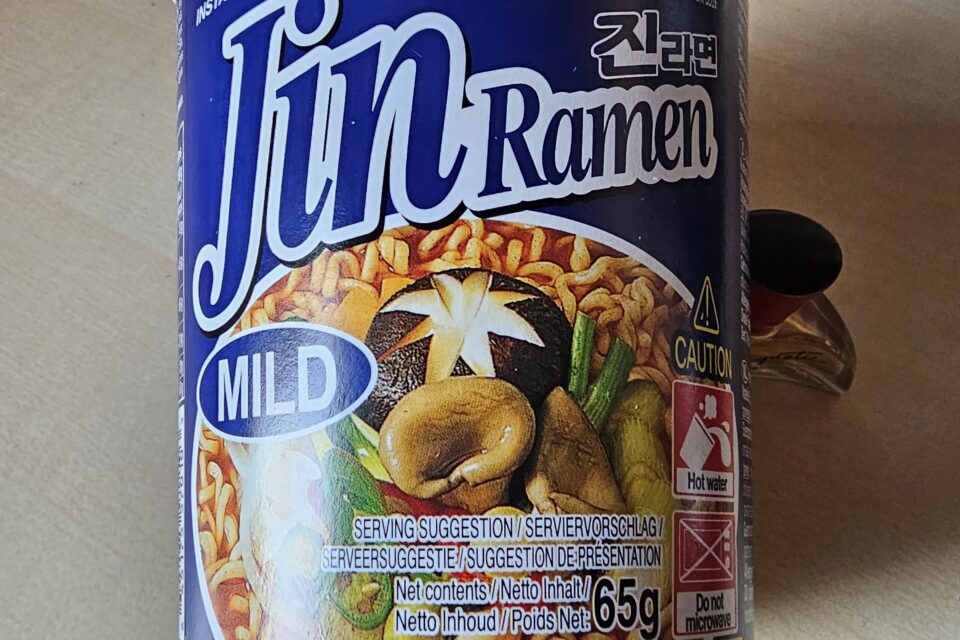 진라면
Jin Ramen
MILD
CAUTION
Hot water
SERVING SUGGESTION / SERVIERVORSCHLAG /
SERVEERSUGGESTIE / SUGGESTION DE PRÉSENTATION
Net contents / Netto Inhalt /
Netto Inhoud / Poids Net: 65g
Do not
microwave